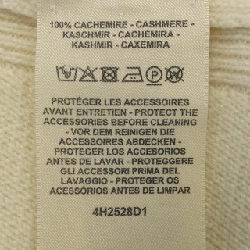 100% CACHEMIRE - CASHMERE
- KASCHMIR - CACHEMIRA -
KASHMIR - CAXEMIRA
PROTÉGER LES ACCESSOIRES
AVANT ENTRETIEN - PROTECT THE
ACCESSORIES BEFORE CLEANING
- VOR DEM REINIGEN DIE
ACCESSOIRES ABDECKEN -
PROTEGER LOS ACCESORIOS
ANTES DE LAVAR - PROTEGGERE
GLI ACCESSORI PRIMA DEL
LAVAGGIO - PROTEGER OS
ACESSÓRIOS ANTES DE LIMPAR
4H2528D1